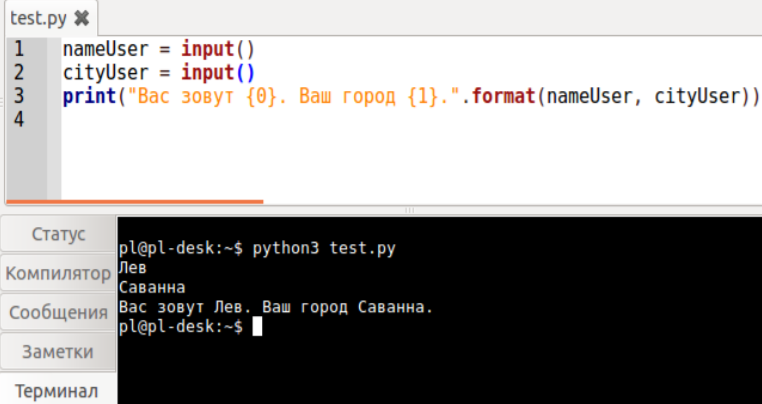 test.py ✖
1 nameUser = input()
2 cityUser = input()
3 print("Вас зовут {0}. Ваш город {1}.".format(nameUser, cityUser))
4
Статус
Компилятор
Сообщения
Заметки
Терминал
pl@pl-desk:~$ python3 test.py
Лев
Саванна
Вас зовут Лев. Ваш город Саванна.
pl@pl-desk:~$